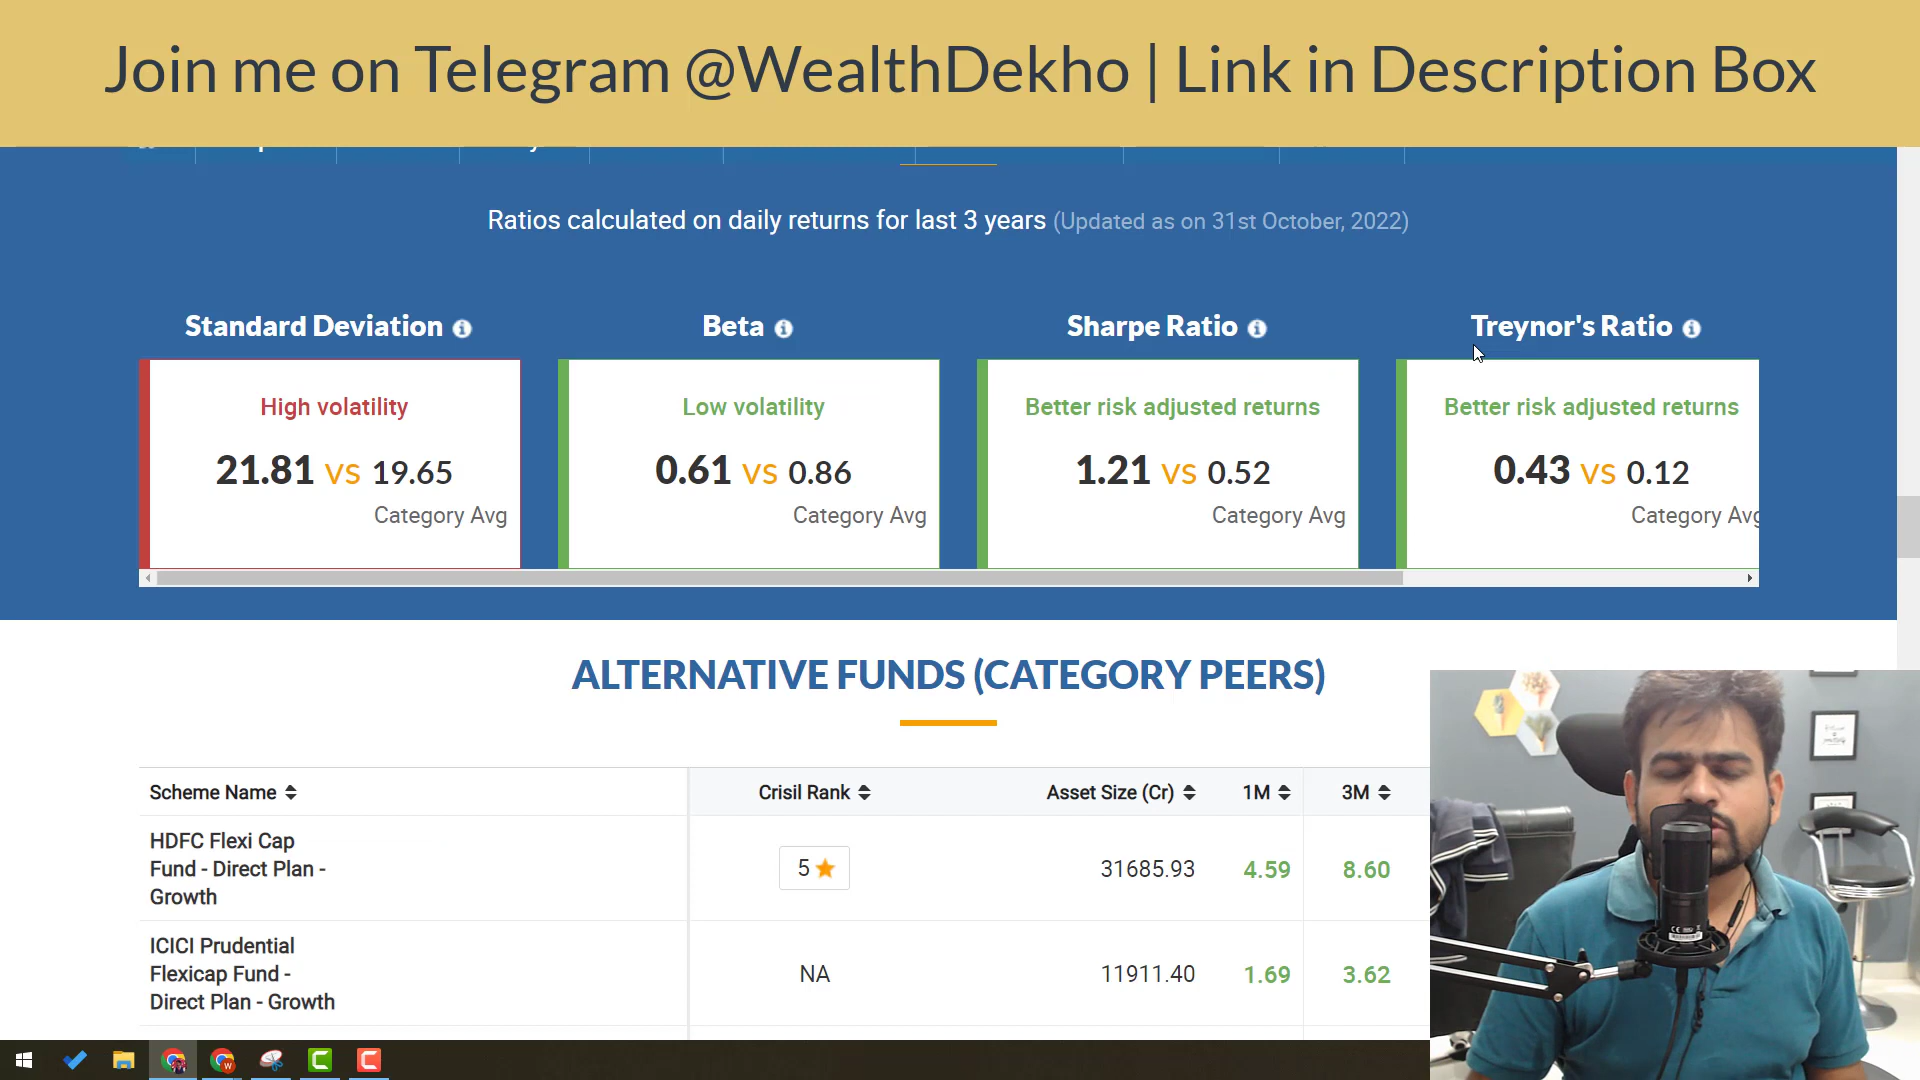 Join me on Telegram @WealthDekho | Link in Description Box
Ratios calculated on daily returns for last 3 years (Updated as on 31st October, 2022)
Standard Deviation
Beta
Sharpe Ratio
Treynor's Ratio
High volatility
Low volatility
Better risk adjusted returns
Better risk adjusted returns
21.81 vs 19.65
0.61 vs 0.86
1.21 vs 0.52
0.43 vs 0.12
Category Avg
Category Avg
Category Avg
Category Avg
ALTERNATIVE FUNDS (CATEGORY PEERS)
Scheme Name
Crisil Rank
Asset Size (Cr)
1M
3M
HDFC Flexi Cap
Fund - Direct Plan -
Growth
5
31685.93
4.59
8.60
ICICI Prudential
Flexicap Fund -
Direct Plan - Growth
NA
11911.40
1.69
3.62